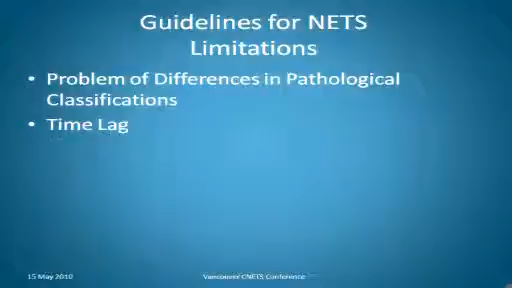 Guidelines for NETS
Limitations
• Problem of Differences in Pathological
Classifications
• Time Lag
15 May 2010
Vancouver CNETS Conference